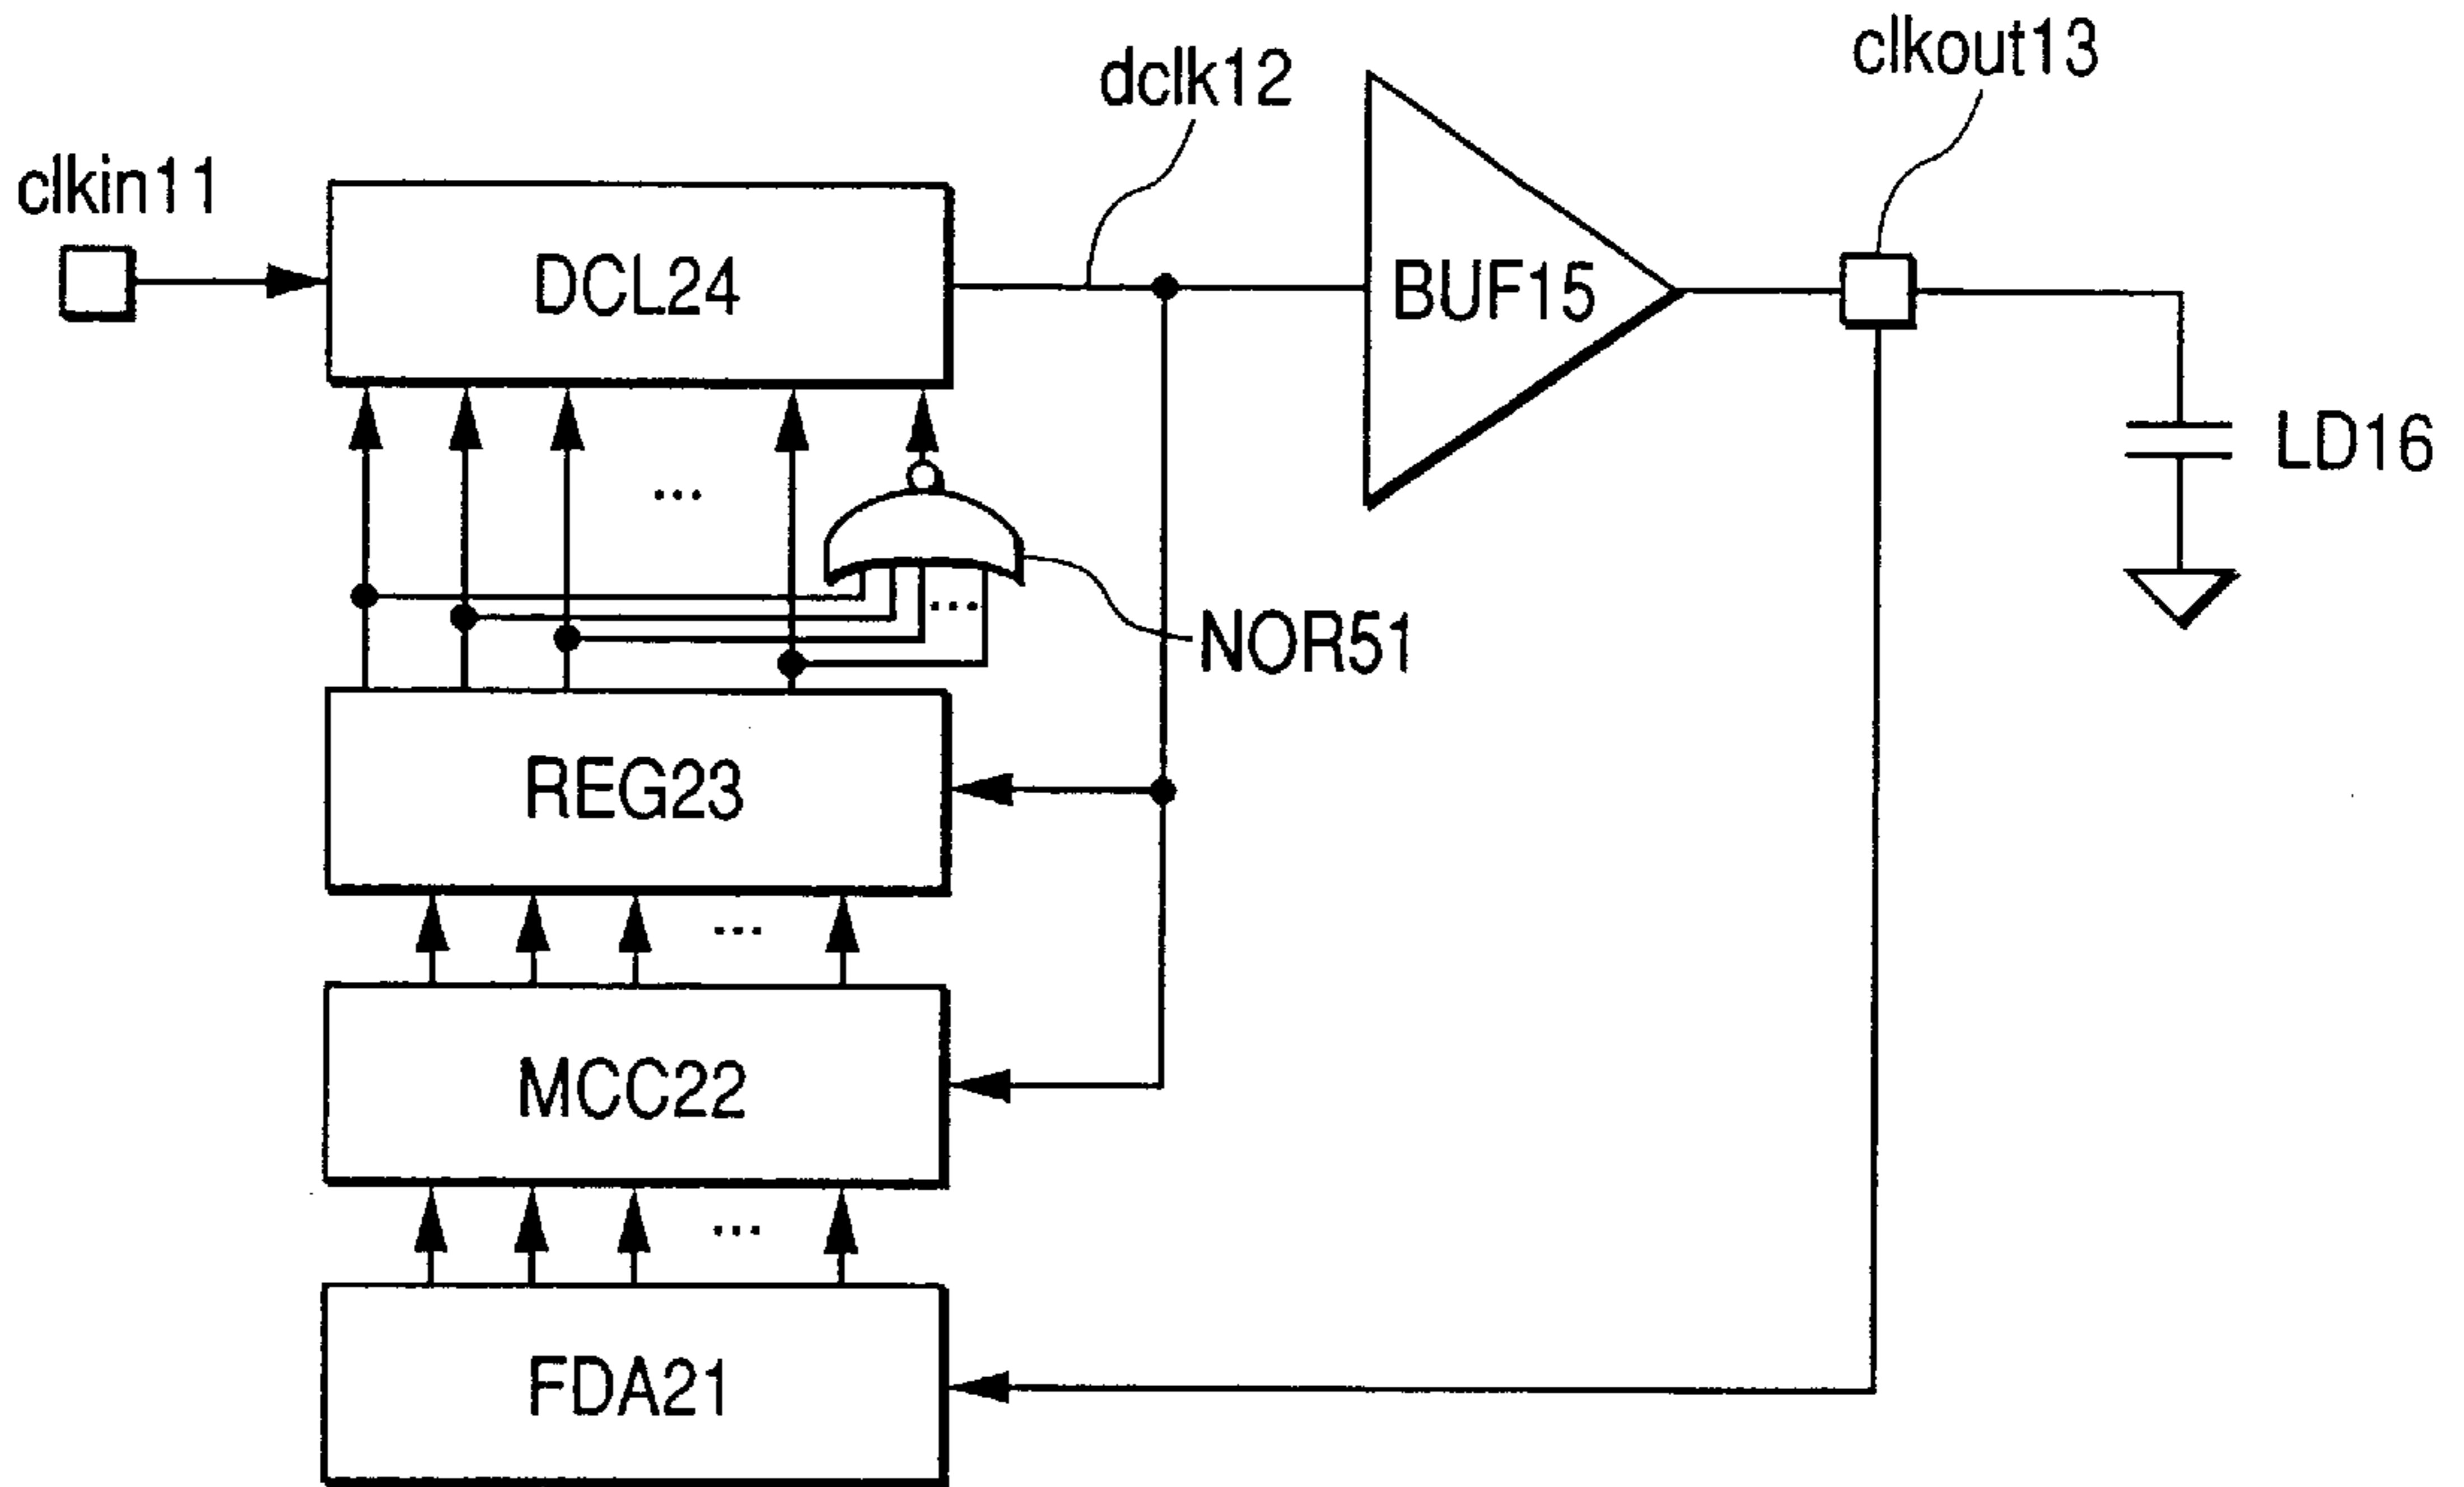 clkout13
dclk12
clkin11
DCL24
BUF15
LD16
...
...
NOR51
REG23
...
MCC22
...
FDA21